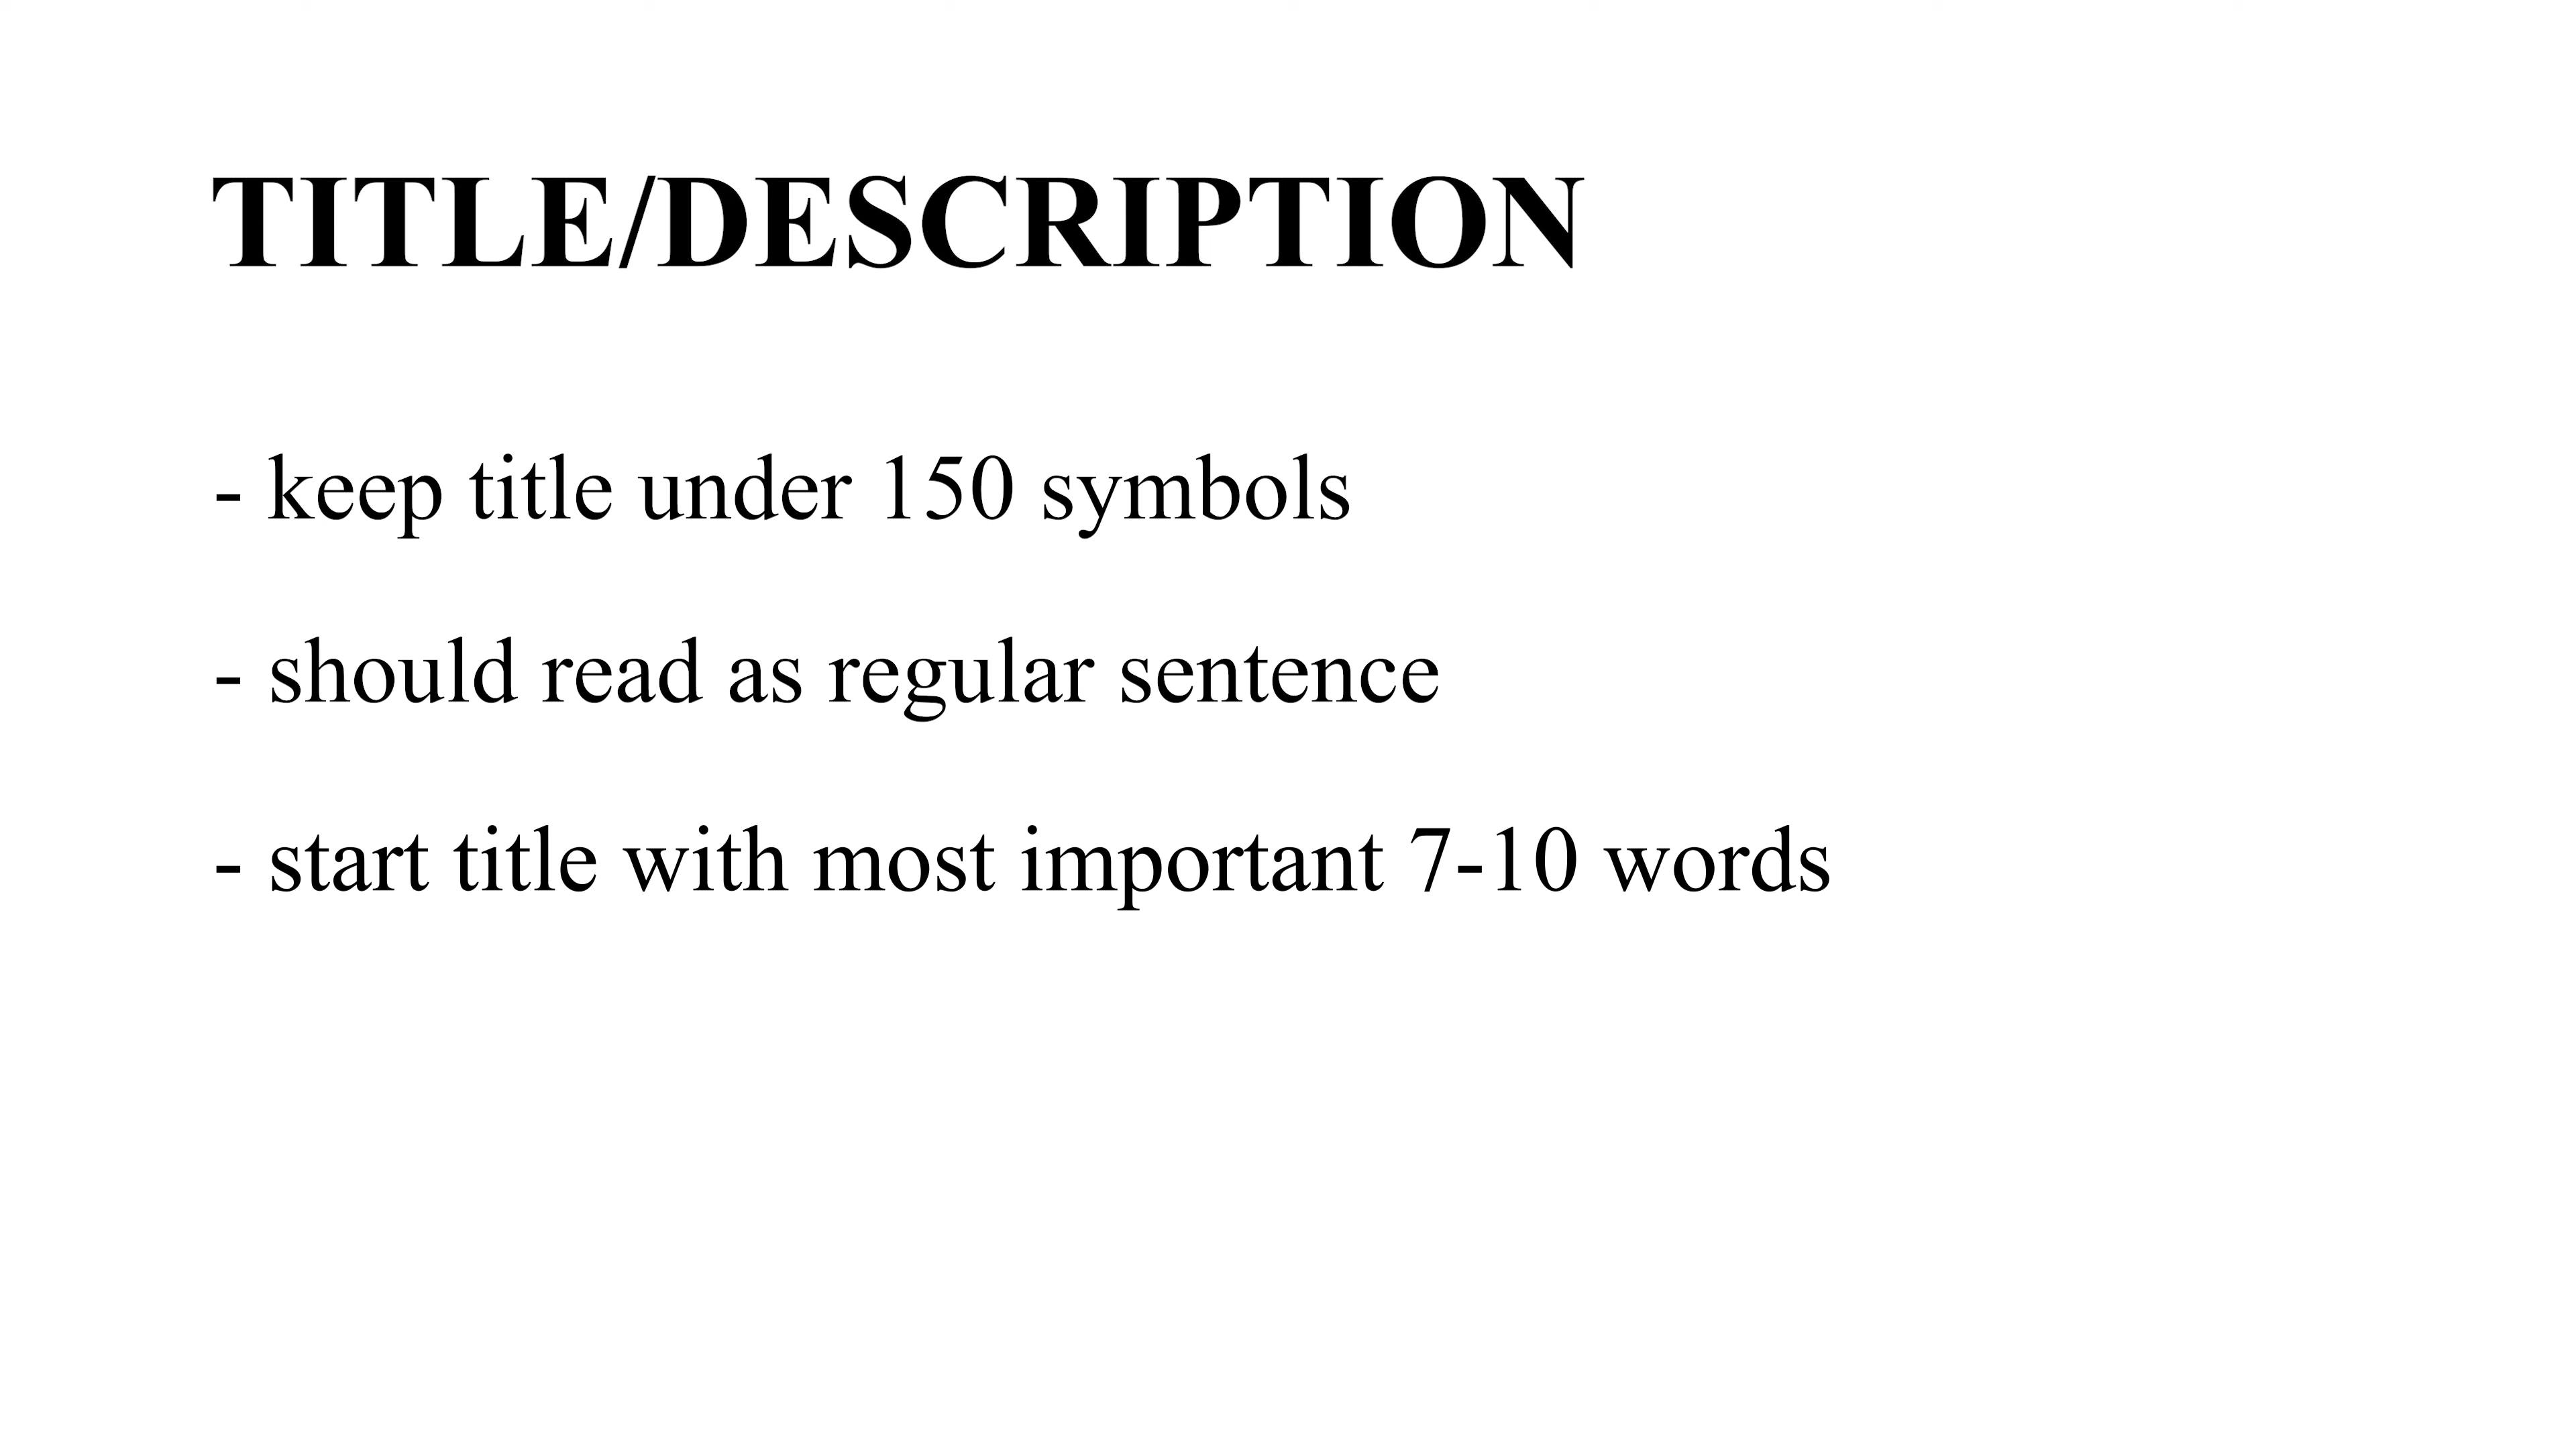 TITLE/DESCRIPTION
- keep title under 150 symbols
- should read as regular sentence
- start title with most important 7-10 words